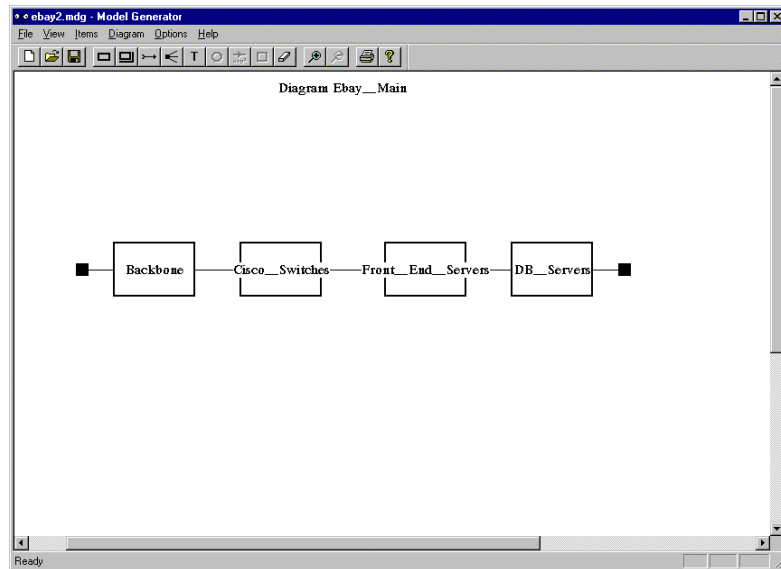 ebay2.mdg - Model Generator
File View Items Diagram Options Help
T
Diagram Ebay__Main
Backbone Cisco__Switches Front__End__Servers DB__Servers
Ready